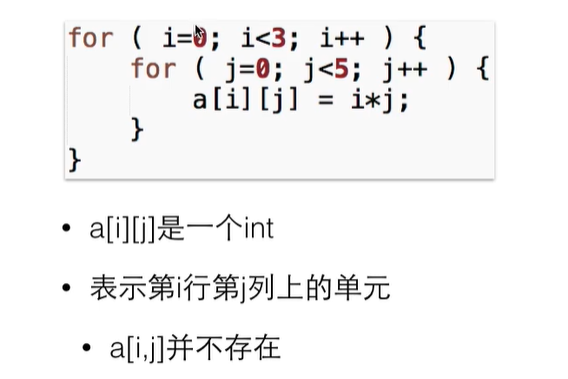 for ( i=0; i<3; i++ ) {
    for ( j=0; j<5; j++ ) {
        a[i][j] = i*j;
    }
}
• a[i][j]是一个int
• 表示第i行第j列上的单元
• a[i,j]并不存在